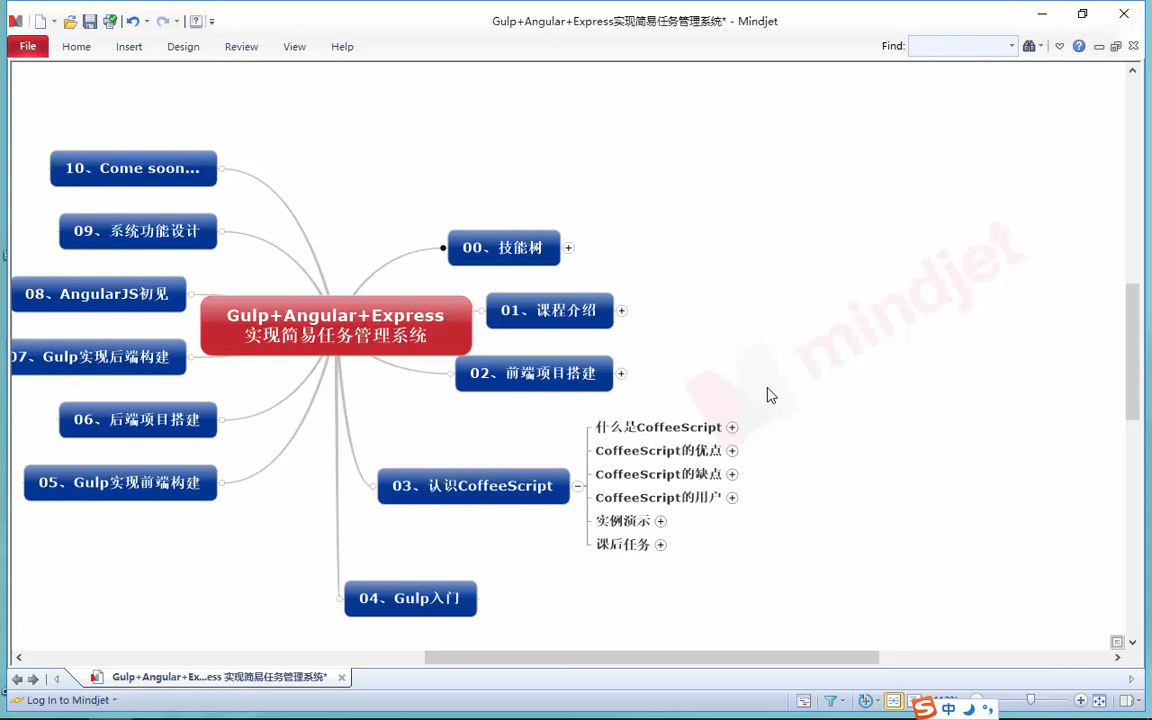 Gulp+Angular+Express实现简易任务管理系统* - Mindjet
File Home Insert Design Review View Help Find:
10、Come soon...
09、系统功能设计
08、AngularJS初见
07、Gulp实现后端构建
06、后端项目搭建
05、Gulp实现前端构建
Gulp+Angular+Express
实现简易任务管理系统
00、技能树
01、课程介绍
02、前端项目搭建
03、认识CoffeeScript
什么是CoffeeScript
CoffeeScript的优点
CoffeeScript的缺点
CoffeeScript的用户
实例演示
课后任务
04、Gulp入门
mindjet
Gulp+Angular+Ex...ess 实现简易任务管理系统*
Log In to Mindjet
中